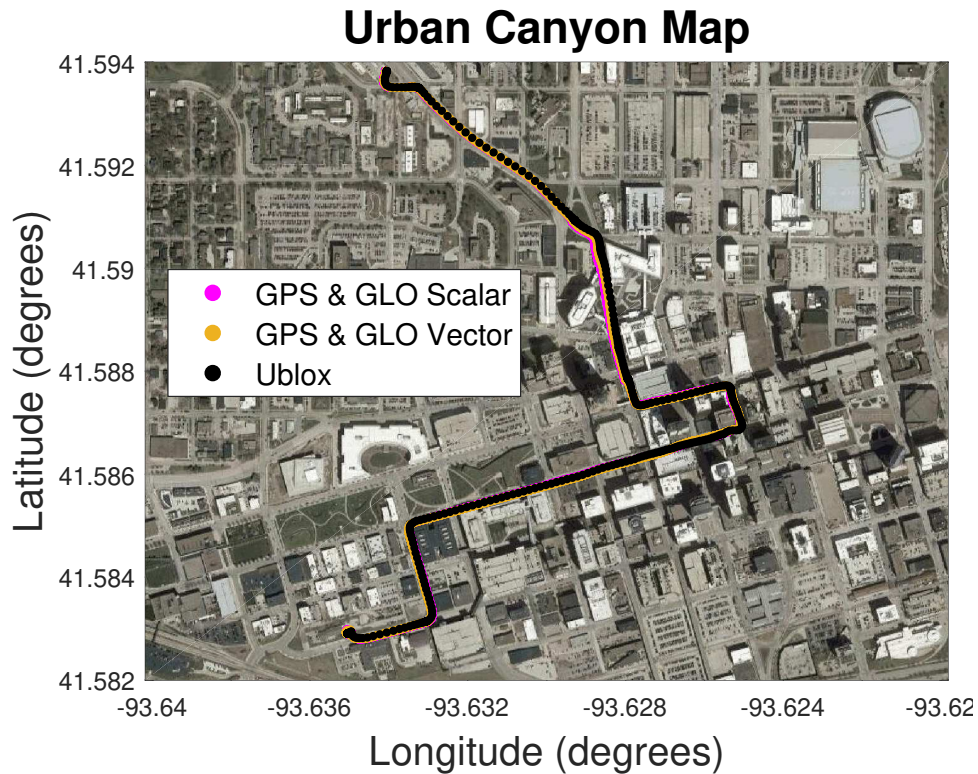 Urban Canyon Map
41.594
41.592
41.59
41.588
41.586
41.584
41.582
Latitude (degrees)
GPS & GLO Scalar
GPS & GLO Vector
Ublox
-93.64 -93.636 -93.632 -93.628 -93.624 -93.62
Longitude (degrees)